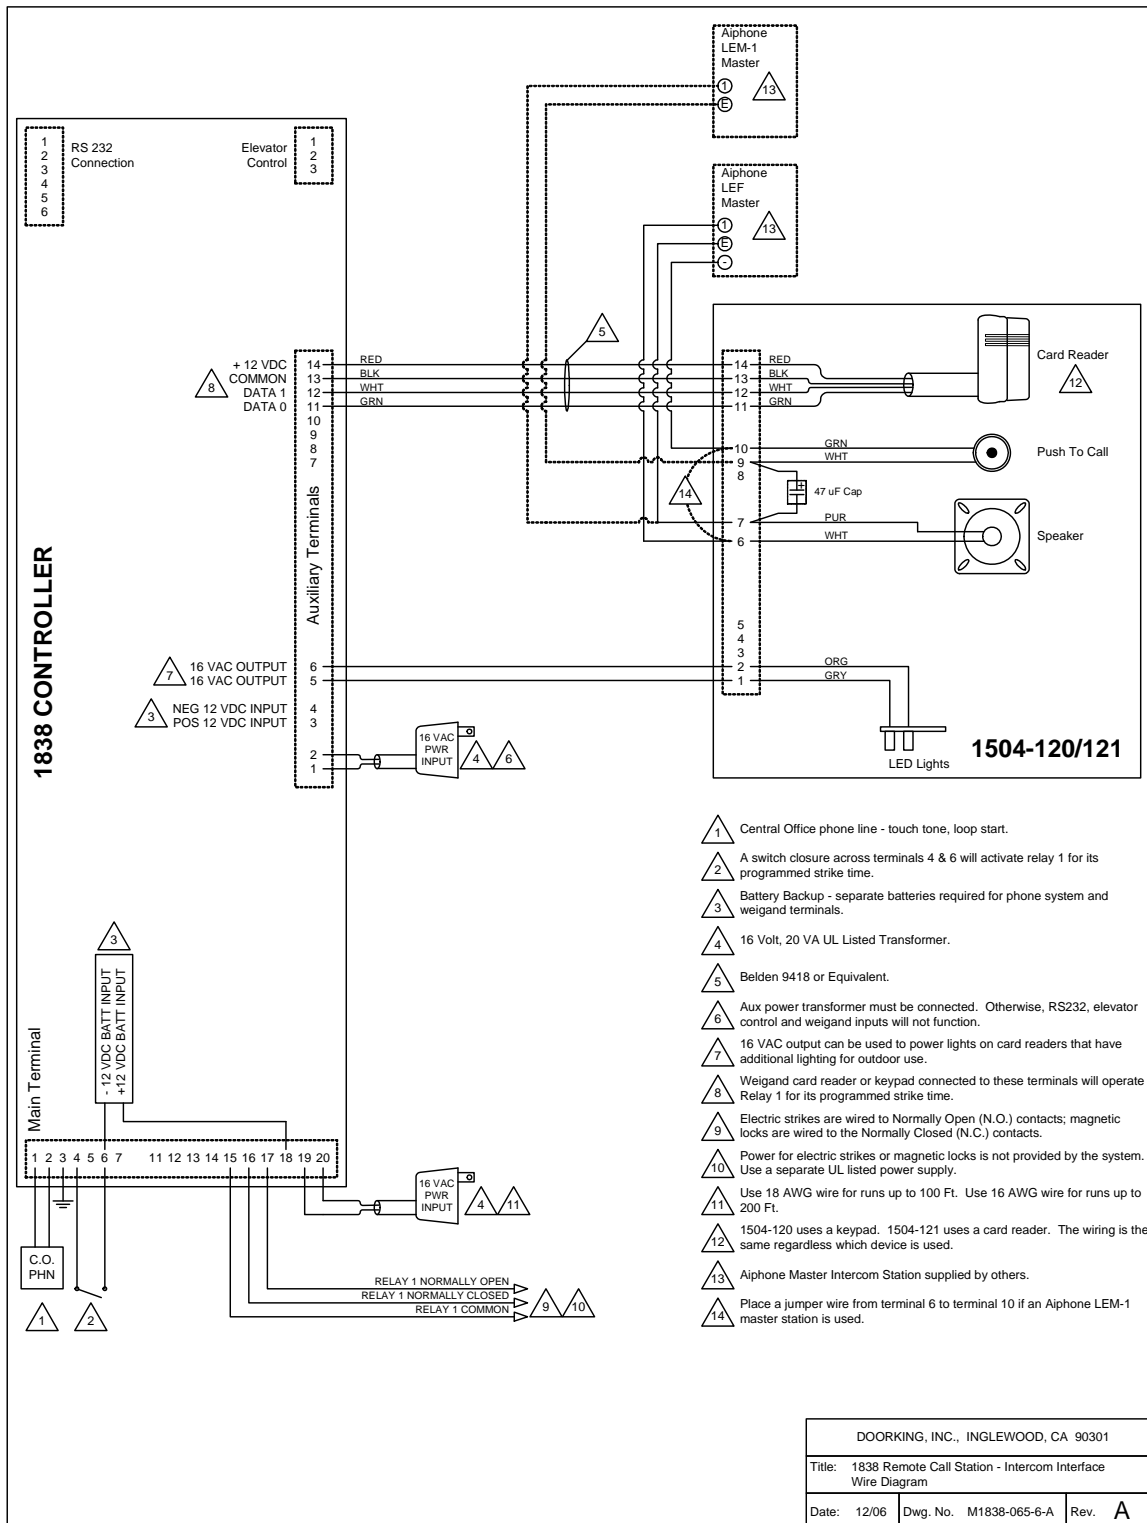 Aiphone
LEM-1
Master
1
E
13
Aiphone
LEF
Master
1
E
-
13
1
2
3
4
5
6
RS 232
Connection
Elevator
Control
1
2
3
5
8
+ 12 VDC
COMMON
DATA 1
DATA 0
14
13
12
11
10
9
8
7
RED
BLK
WHT
GRN
14
13
12
11
RED
BLK
WHT
GRN
Card Reader
12
10
9
8
7
6
GRN
WHT
Push To Call
14
47 uF Cap
+
PUR
WHT
Speaker
Auxiliary Terminals
1838 CONTROLLER
5
4
3
2
1
ORG
GRY
LED Lights
1504-120/121
7
16 VAC OUTPUT
16 VAC OUTPUT
6
5
3
NEG 12 VDC INPUT
POS 12 VDC INPUT
4
3
2
1
16 VAC
PWR
INPUT
4
6
1 Central Office phone line - touch tone, loop start.
2 A switch closure across terminals 4 & 6 will activate relay 1 for its
programmed strike time.
3 Battery Backup - separate batteries required for phone system and
weigand terminals.
4 16 Volt, 20 VA UL Listed Transformer.
5 Belden 9418 or Equivalent.
6 Aux power transformer must be connected. Otherwise, RS232, elevator
control and weigand inputs will not function.
7 16 VAC output can be used to power lights on card readers that have
additional lighting for outdoor use.
8 Weigand card reader or keypad connected to these terminals will operate
Relay 1 for its programmed strike time.
9 Electric strikes are wired to Normally Open (N.O.) contacts; magnetic
locks are wired to the Normally Closed (N.C.) contacts.
10 Power for electric strikes or magnetic locks is not provided by the system.
Use a separate UL listed power supply.
11 Use 18 AWG wire for runs up to 100 Ft. Use 16 AWG wire for runs up to
200 Ft.
12 1504-120 uses a keypad. 1504-121 uses a card reader. The wiring is the
same regardless which device is used.
13 Aiphone Master Intercom Station supplied by others.
14 Place a jumper wire from terminal 6 to terminal 10 if an Aiphone LEM-1
master station is used.
3
- 12 VDC BATT INPUT
+12 VDC BATT INPUT
Main Terminal
1 2 3 4 5 6 7 11 12 13 14 15 16 17 18 19 20
16 VAC
PWR
INPUT
4
11
C.O.
PHN
1
2
RELAY 1 NORMALLY OPEN
RELAY 1 NORMALLY CLOSED
RELAY 1 COMMON
9
10
DOORKING, INC., INGLEWOOD, CA 90301
Title: 1838 Remote Call Station - Intercom Interface
Wire Diagram
Date: 12/06 Dwg. No. M1838-065-6-A Rev. A